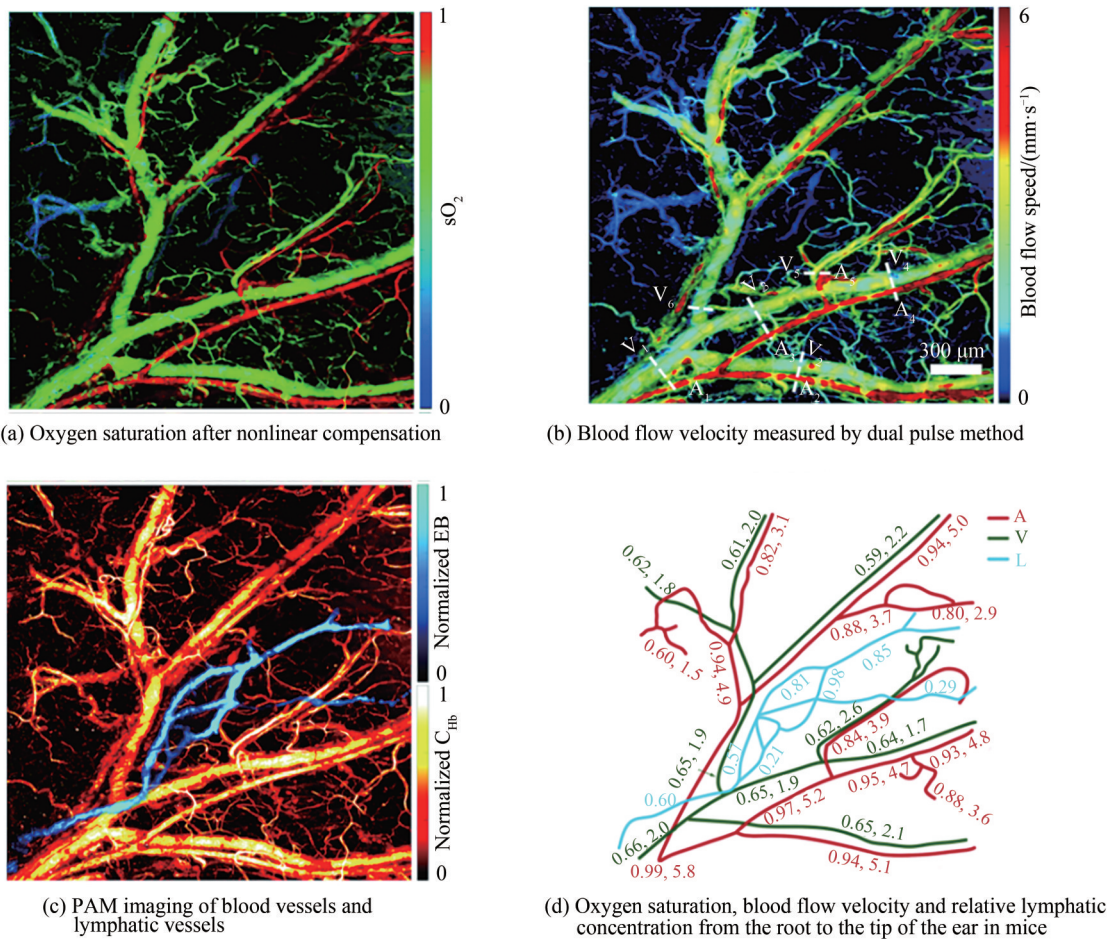 1
sO2
0
(a) Oxygen saturation after nonlinear compensation
6
Blood flow speed/(mm·s⁻¹)
0
V5
A5
V4
V3
V6
A4
V1
A3
V2
300 μm
A1
A2
(b) Blood flow velocity measured by dual pulse method
1
Normalized EB
0
1
Normalized CHb
0
(c) PAM imaging of blood vessels and
lymphatic vessels
A
V
L
0.61, 2.0
0.82, 3.1
0.59, 2.2
0.94, 5.0
0.62, 1.8
0.60, 1.5
0.94, 4.9
0.88, 3.7
0.80, 2.9
0.85
0.81
0.98
0.29
0.62, 2.6
0.84, 3.9
0.64, 1.7
0.65, 1.9
0.57
0.21
0.65, 1.9
0.95, 4.7
0.93, 4.8
0.88, 3.6
0.60
0.97, 5.2
0.66, 2.0
0.65, 2.1
0.99, 5.8
0.94, 5.1
(d) Oxygen saturation, blood flow velocity and relative lymphatic
concentration from the root to the tip of the ear in mice